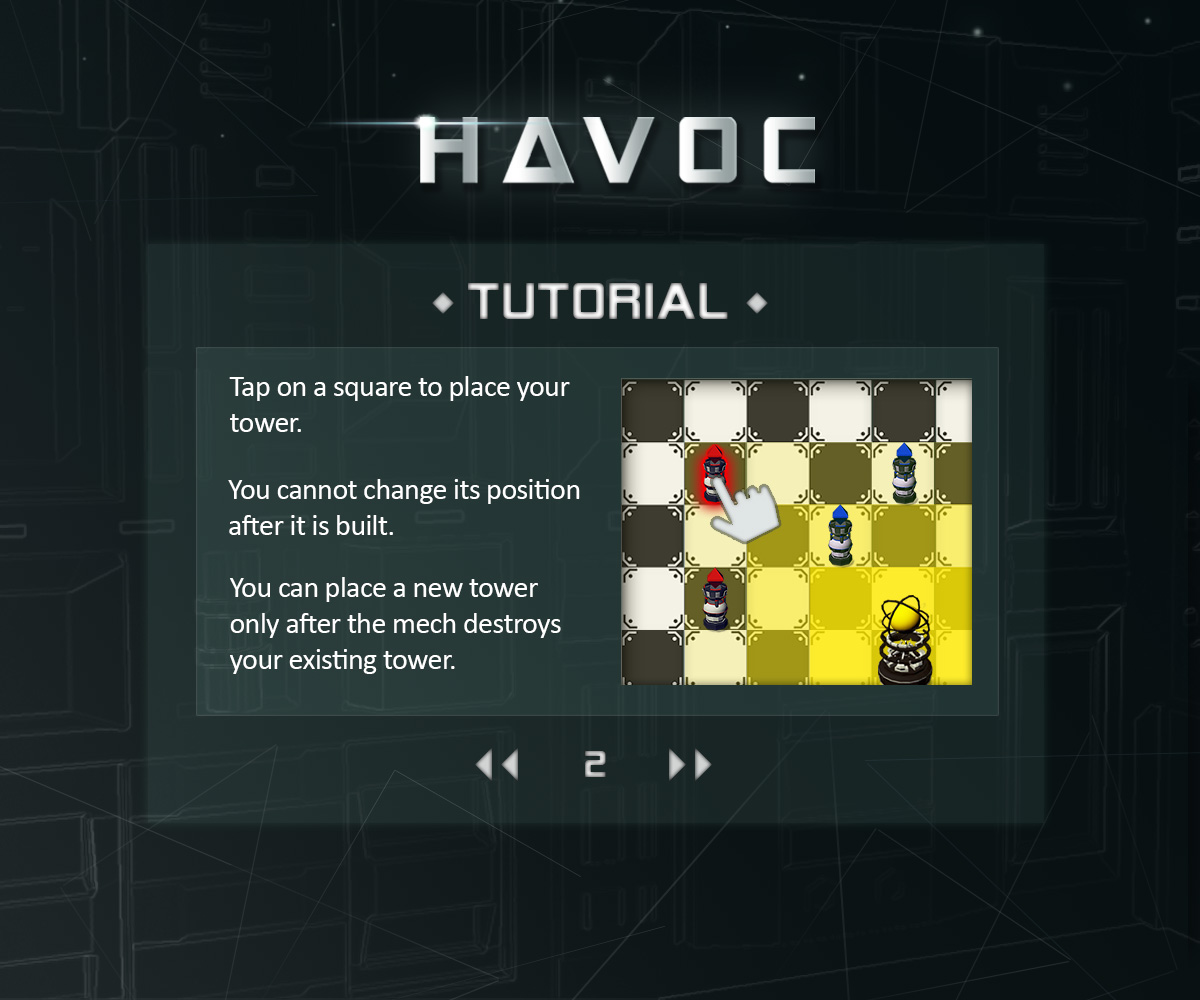 HAVOC
TUTORIAL
Tap on a square to place your
tower.
You cannot change its position
after it is built.
You can place a new tower
only after the mech destroys
your existing tower.
2